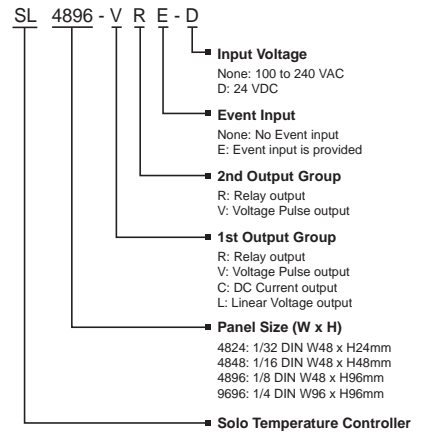 SL 4896 - V R E - D
Input Voltage
None: 100 to 240 VAC
D: 24 VDC
Event Input
None: No Event input
E: Event input is provided
2nd Output Group
R: Relay output
V: Voltage Pulse output
1st Output Group
R: Relay output
V: Voltage Pulse output
C: DC Current output
L: Linear Voltage output
Panel Size (W x H)
4824: 1/32 DIN W48 x H24mm
4848: 1/16 DIN W48 x H48mm
4896: 1/8 DIN W48 x H96mm
9696: 1/4 DIN W96 x H96mm
Solo Temperature Controller